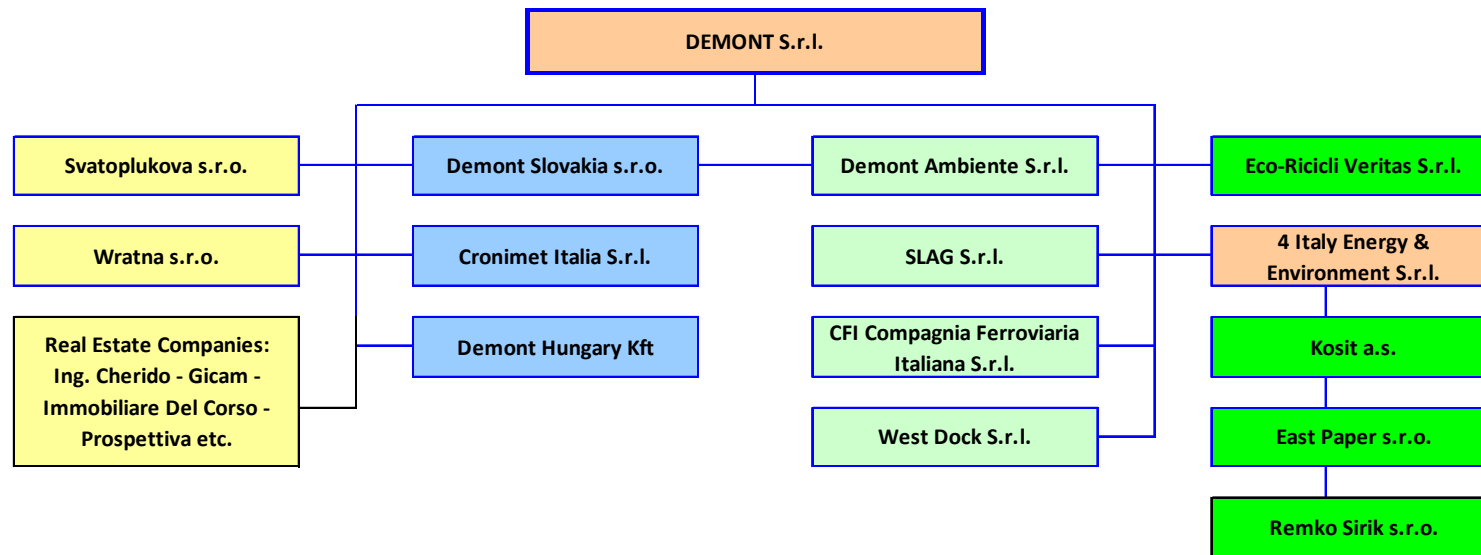 DEMONT S.r.l.
Svatoplukova s.r.o.
Demont Slovakia s.r.o.
Demont Ambiente S.r.l.
Eco-Ricicli Veritas S.r.l.
Wratna s.r.o.
Cronimet Italia S.r.l.
SLAG S.r.l.
4 Italy Energy &
Environment S.r.l.
Real Estate Companies:
Ing. Cherido - Gicam -
Immobiliare Del Corso -
Prospettiva etc.
Demont Hungary Kft
CFI Compagnia Ferroviaria
Italiana S.r.l.
Kosit a.s.
West Dock S.r.l.
East Paper s.r.o.
Remko Sirik s.r.o.